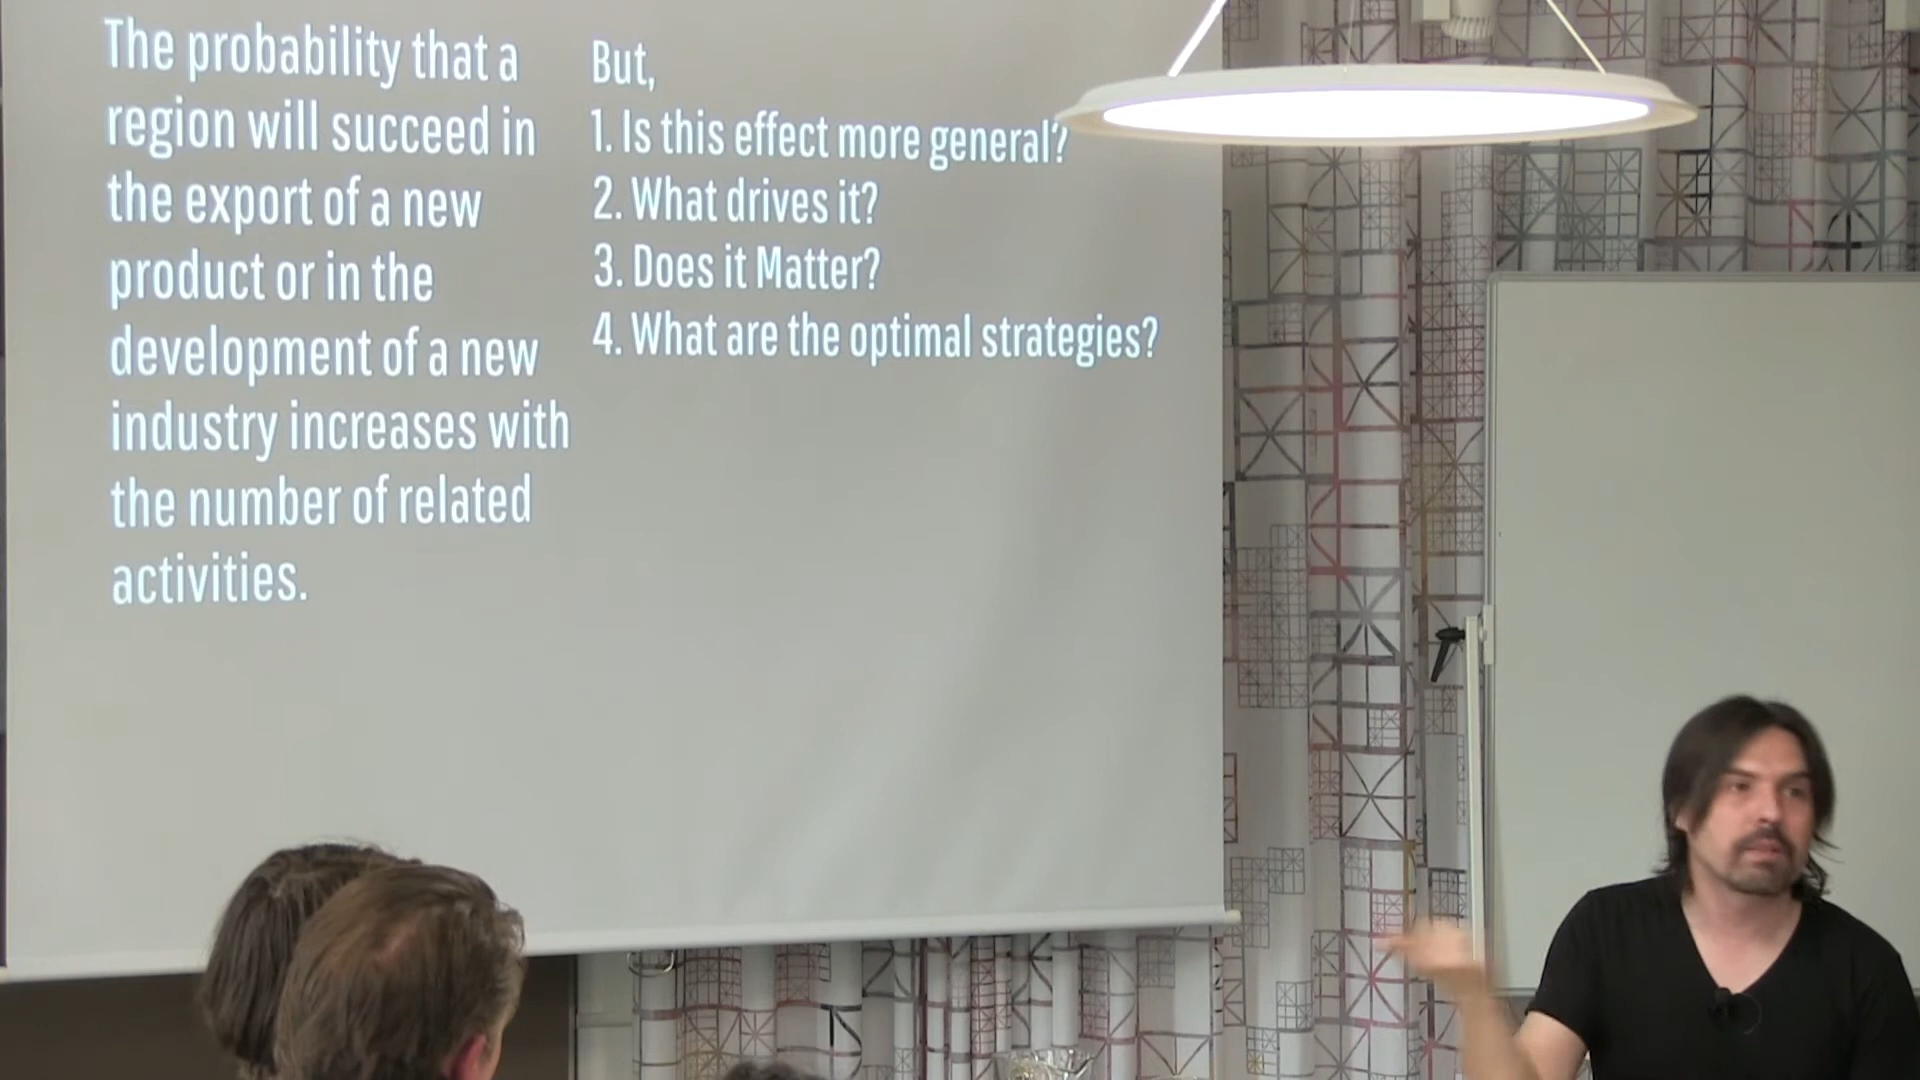 The probability that a
region will succeed in
the export of a new
product or in the
development of a new
industry increases with
the number of related
activities.
But,
1. Is this effect more general?
2. What drives it?
3. Does it Matter?
4. What are the optimal strategies?